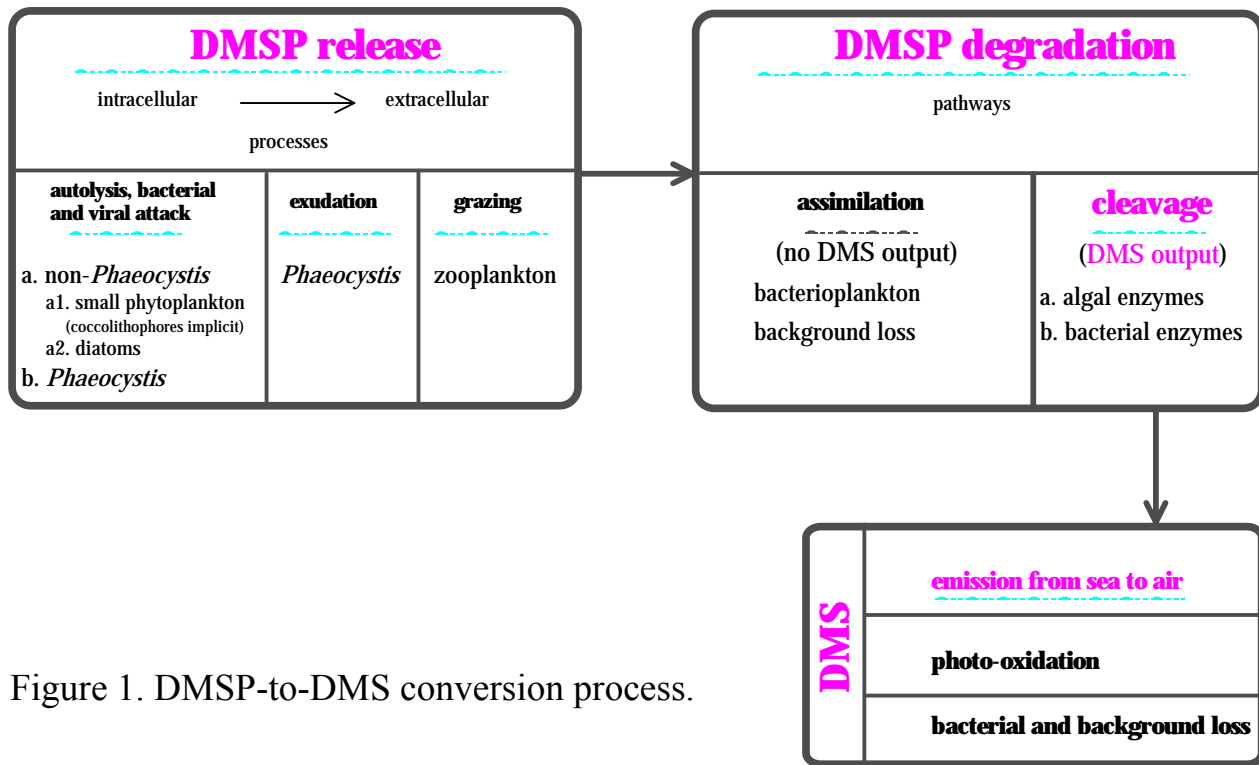 DMSP release
intracellular
extracellular
processes
autolysis, bacterial
and viral attack
a. non-Phaeocystis
a1. small phytoplankton
(coccolithophores implicit)
a2. diatoms
b. Phaeocystis
exudation
Phaeocystis
grazing
zooplankton
DMSP degradation
pathways
assimilation
(no DMS output)
bacterioplankton
background loss
cleavage
(DMS output)
a. algal enzymes
b. bacterial enzymes
DMS
emission from sea to air
photo-oxidation
bacterial and background loss
Figure 1. DMSP-to-DMS conversion process.